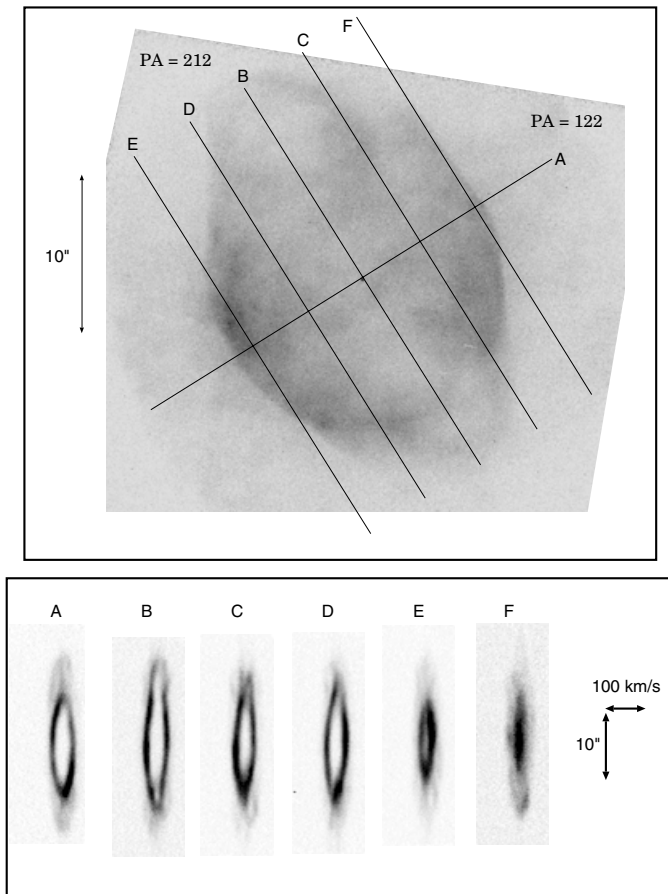 F
C
PA = 212
B
D
PA = 122
E
A
10"
A B C D E F
100 km/s
10"